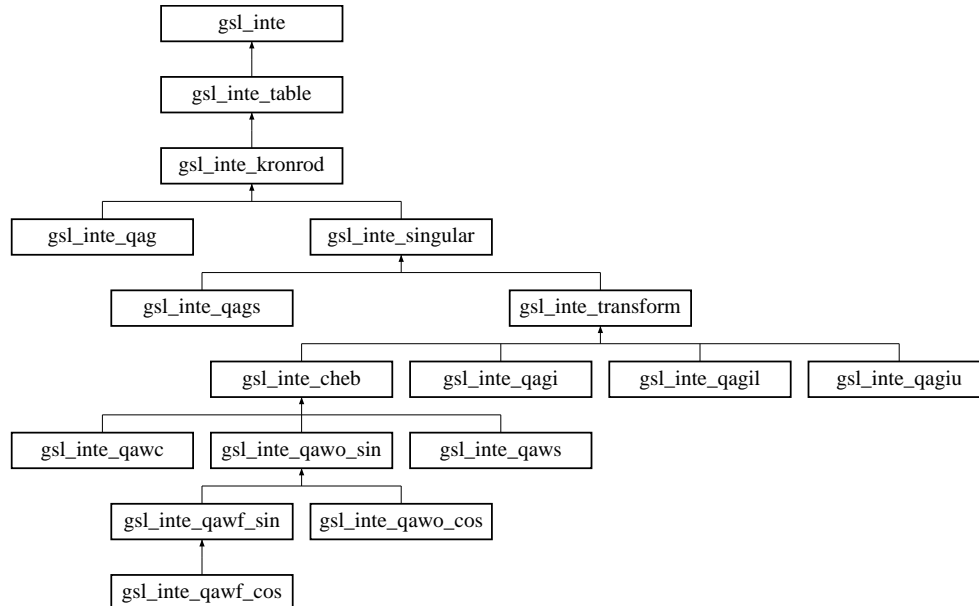 gsl_inte
gsl_inte_table
gsl_inte_kronrod
gsl_inte_qag
gsl_inte_singular
gsl_inte_qags
gsl_inte_transform
gsl_inte_cheb
gsl_inte_qagi
gsl_inte_qagil
gsl_inte_qagiu
gsl_inte_qawc
gsl_inte_qawo_sin
gsl_inte_qaws
gsl_inte_qawf_sin
gsl_inte_qawo_cos
gsl_inte_qawf_cos